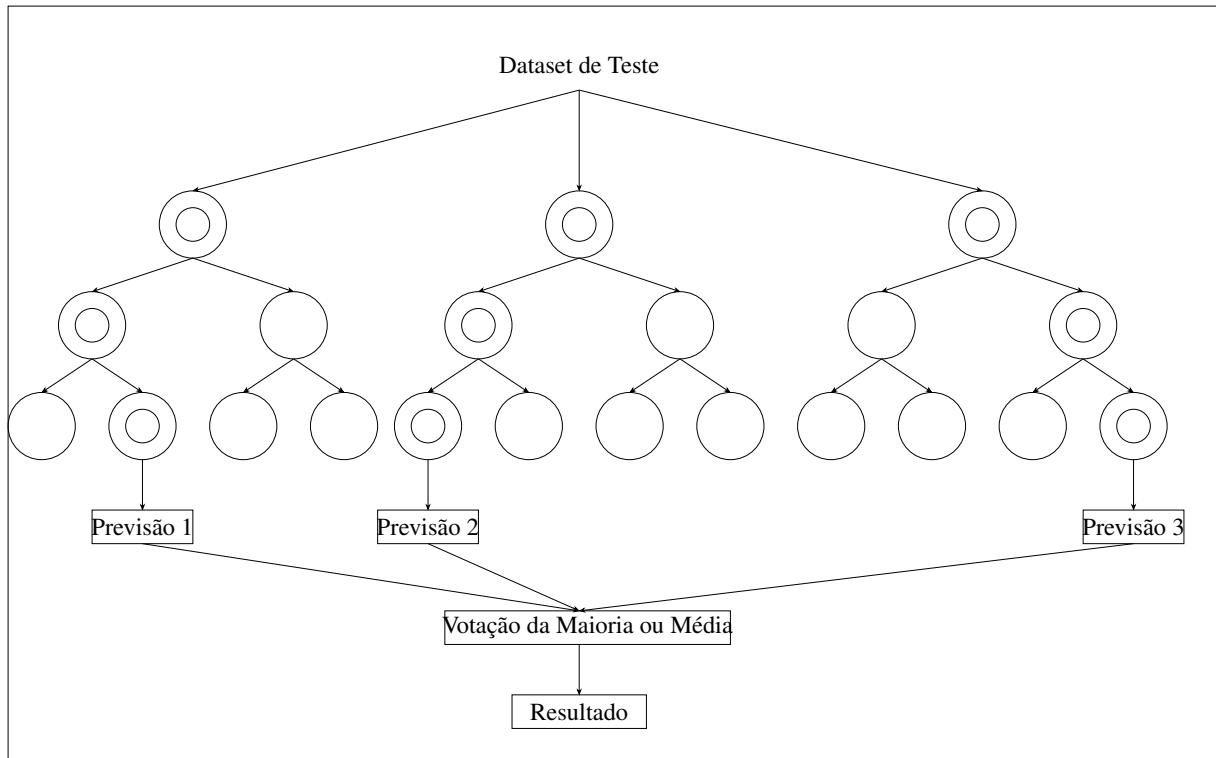 Dataset de Teste
Previsão 1
Previsão 2
Previsão 3
Votação da Maioria ou Média
Resultado